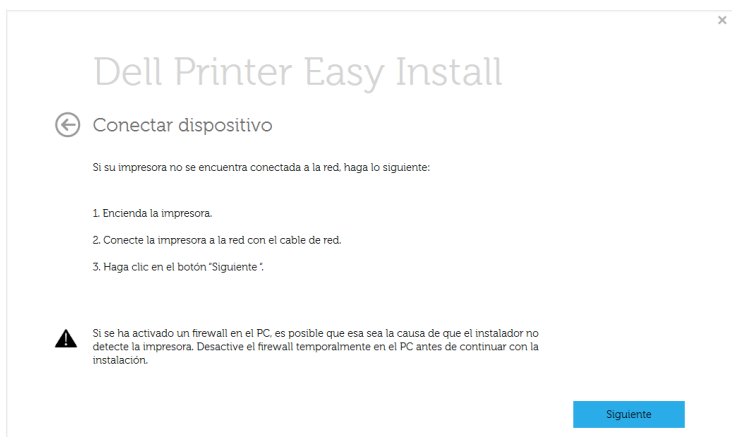 Dell Printer Easy Install
Conectar dispositivo
Si su impresora no se encuentra conectada a la red, haga lo siguiente:
1. Encienda la impresora.
2. Conecte la impresora a la red con el cable de red.
3. Haga clic en el botón "Siguiente ".
Si se ha activado un firewall en el PC, es posible que esa sea la causa de que el instalador no
detecte la impresora. Desactive el firewall temporalmente en el PC antes de continuar con la
instalación.
Siguiente